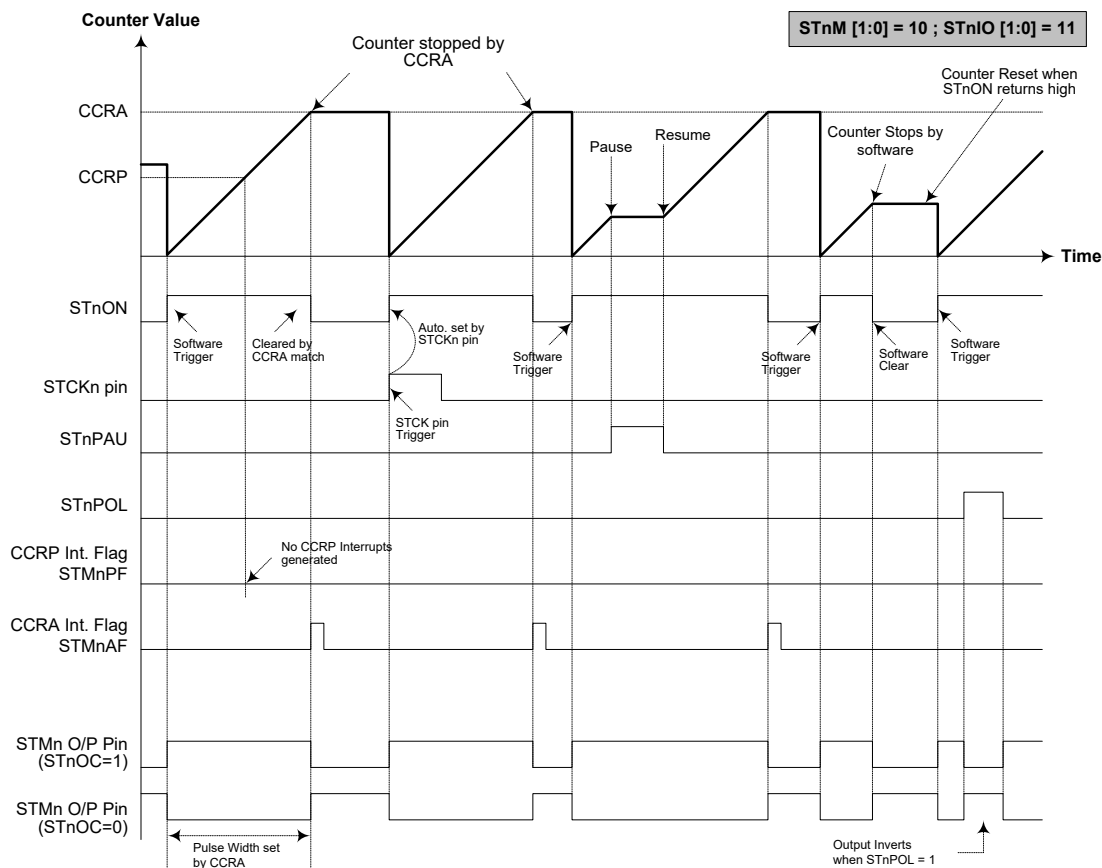 Counter Value
STnM [1:0] = 10 ; STnIO [1:0] = 11
Counter stopped by
CCRA
Counter Reset when
STnON returns high
CCRA
Resume
Pause
Counter Stops by
software
CCRP
Time
STnON
Software
Trigger
Cleared by
CCRA match
Auto. set by
STCKn pin
Software
Trigger
Software
Trigger
Software
Clear
Software
Trigger
STCKn pin
STCK pin
Trigger
STnPAU
STnPOL
CCRP Int. Flag
STMnPF
No CCRP Interrupts
generated
CCRA Int. Flag
STMnAF
STMn O/P Pin
(STnOC=1)
STMn O/P Pin
(STnOC=0)
Pulse Width set
by CCRA
Output Inverts
when STnPOL = 1